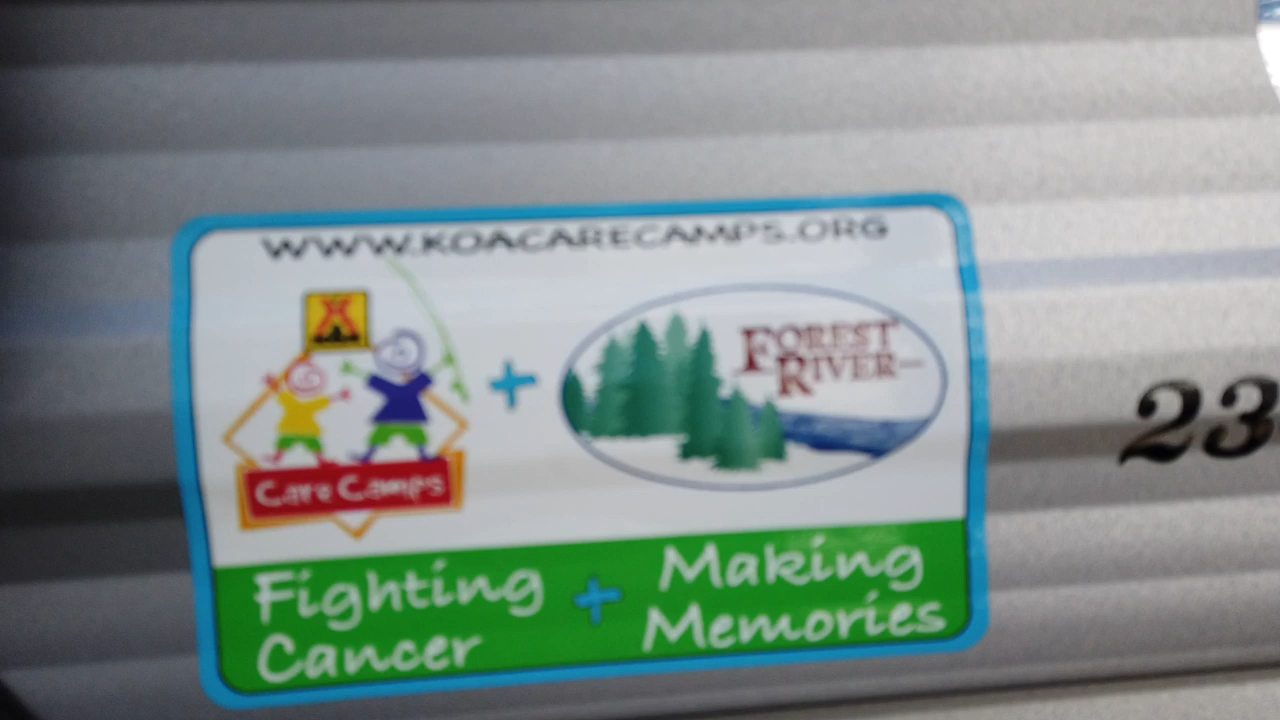 WWW.KOACARECAMPS.ORG
Care Camps
+
FOREST
RIVER
Fighting
Cancer
+
Making
Memories
23